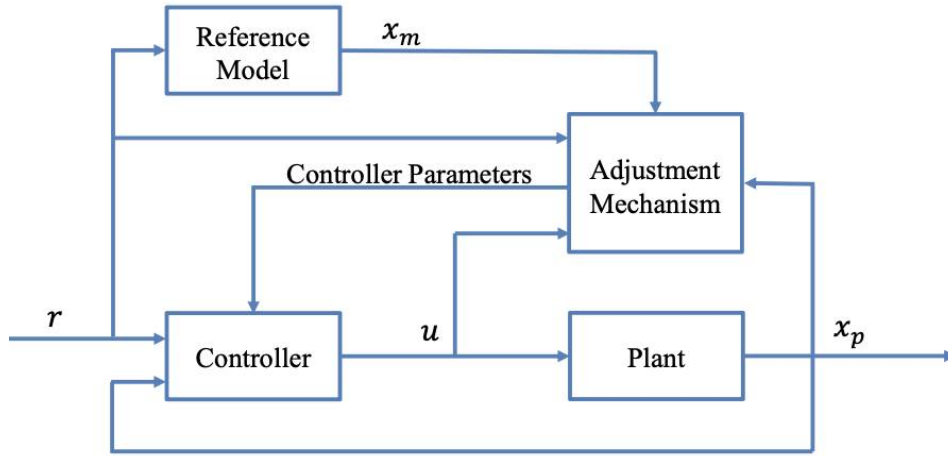 Reference
Model
x_m
Controller Parameters
Adjustment
Mechanism
r
Controller
u
Plant
x_p